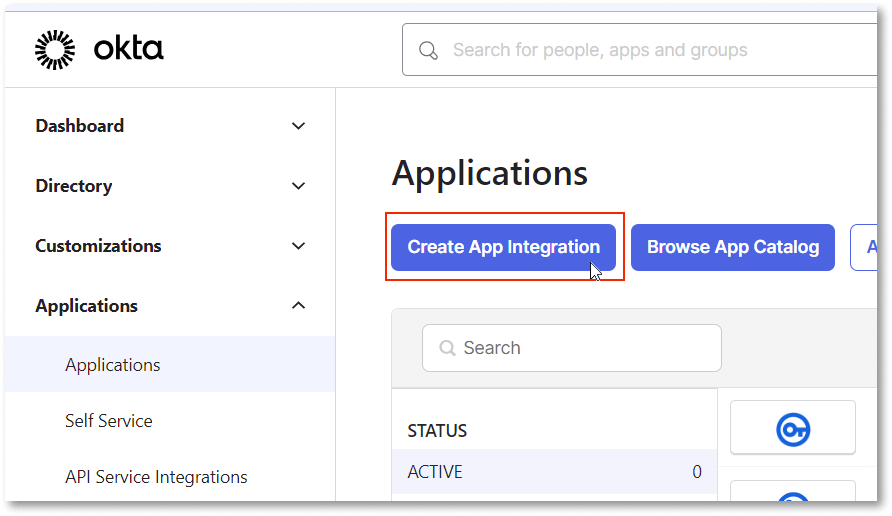 okta
Search for people, apps and groups
Dashboard
Directory
Customizations
Applications
Applications
Self Service
API Service Integrations
Applications
Create App Integration
Browse App Catalog
A
Search
STATUS
ACTIVE 0